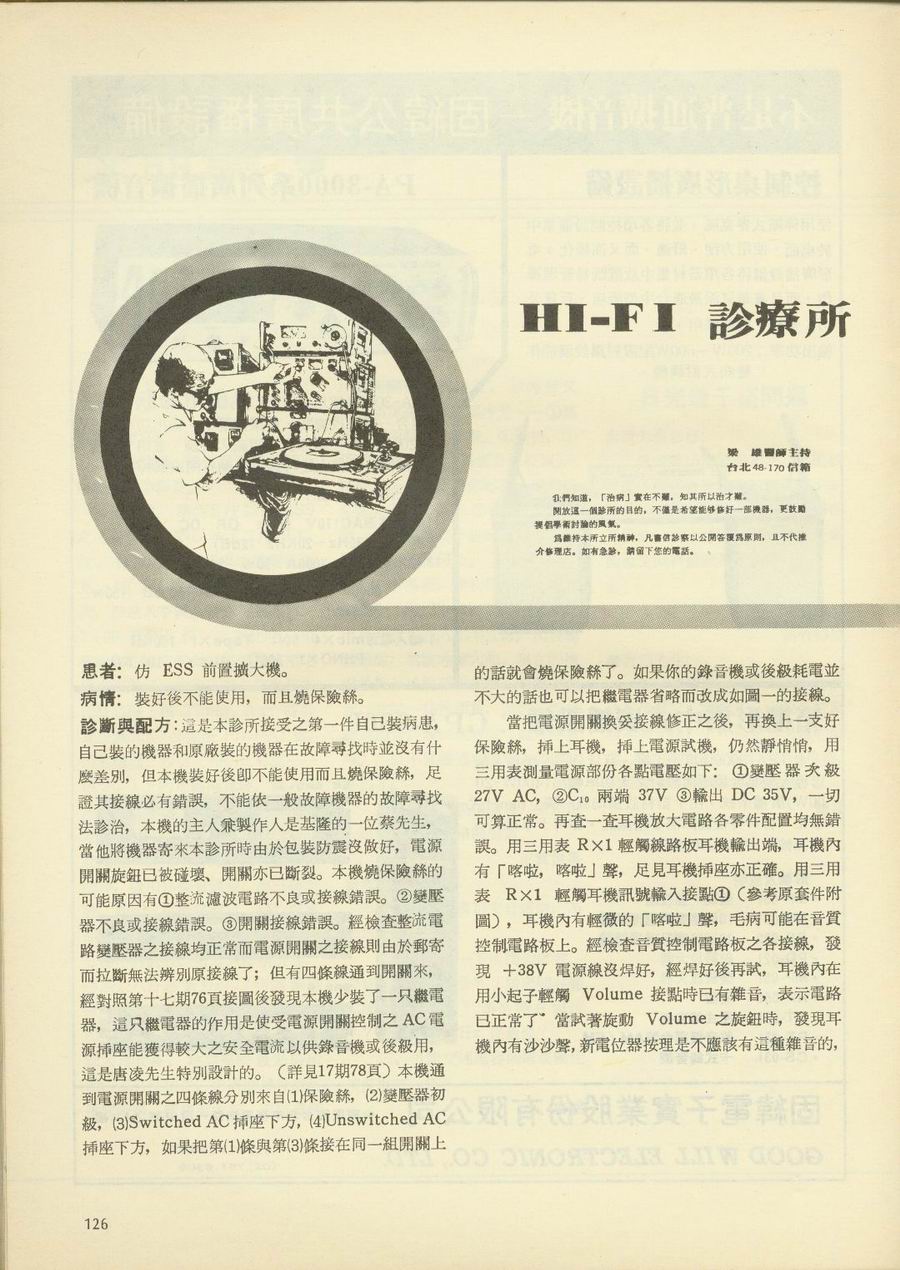 HI-FI 診療所
梁 雄醫師主持
台北48-170信箱
我們知道，「治病」實在不難，知其所以治才難。
開放這一個診所的目的，不僅是希望能够修好一部機器，更鼓勵
提倡學術討論的風氣。
爲維持本所立所精神，凡書信診察以公開答覆爲原則，且不代推
介修理店。如有急診，請留下您的電話。
患者： 仿 ESS 前置擴大機。
病情： 裝好後不能使用，而且燒保險絲。
診斷與配方：這是本診所接受之第一件自己裝病患，
自己裝的機器和原廠裝的機器在故障尋找時並沒有什
麼差別，但本機裝好後卽不能使用而且燒保險絲，足
證其接線必有錯誤，不能依一般故障機器的故障尋找
法診治，本機的主人兼製作人是基隆的一位蔡先生，
當他將機器寄來本診所時由於包裝防震沒做好，電源
開關旋鈕已被碰壞、開關亦已斷裂。本機燒保險絲的
可能原因有①整流濾波電路不良或接線錯誤。②變壓
器不良或接線錯誤。③開關接線錯誤。經檢查整流電
路變壓器之接線均正常而電源開關之接線則由於郵寄
而拉斷無法辨別原接線了；但有四條線通到開關來，
經對照第十七期76頁接圖後發現本機少裝了一只繼電
器，這只繼電器的作用是使受電源開關控制之 AC 電
源挿座能獲得較大之安全電流以供錄音機或後級用，
這是唐凌先生特別設計的。（詳見17期78頁）本機通
到電源開關之四條線分別來自⑴保險絲，⑵變壓器初
級，⑶Switched AC 挿座下方，⑷Unswitched AC
挿座下方，如果把第⑴條與第⑶條接在同一組開關上
的話就會燒保險絲了。如果你的錄音機或後級耗電並
不大的話也可以把繼電器省略而改成如圖一的接線。
當把電源開關換妥接線修正之後，再換上一支好
保險絲，挿上耳機，挿上電源試機，仍然靜悄悄，用
三用表測量電源部份各點電壓如下： ①變壓器次級
27V AC，②C₁₀ 兩端 37V ③輸出 DC 35V，一切
可算正常。再查一查耳機放大電路各零件配置均無錯
誤。用三用表 R×1 輕觸線路板耳機輸出端，耳機內
有「喀啦，喀啦」聲，足見耳機挿座亦正確。用三用
表 R×1 輕觸耳機訊號輸入接點①（參考原套件附
圖），耳機內有輕微的「喀啦」聲，毛病可能在音質
控制電路板上。經檢查音質控制電路板之各接線，發
現 +38V 電源線沒焊好，經焊好後再試，耳機內在
用小起子輕觸 Volume 接點時已有雜音，表示電路
已正常了。當試著旋動 Volume 之旋鈕時，發現耳
機內有沙沙聲，新電位器按理是不應該有這種雜音的，
126